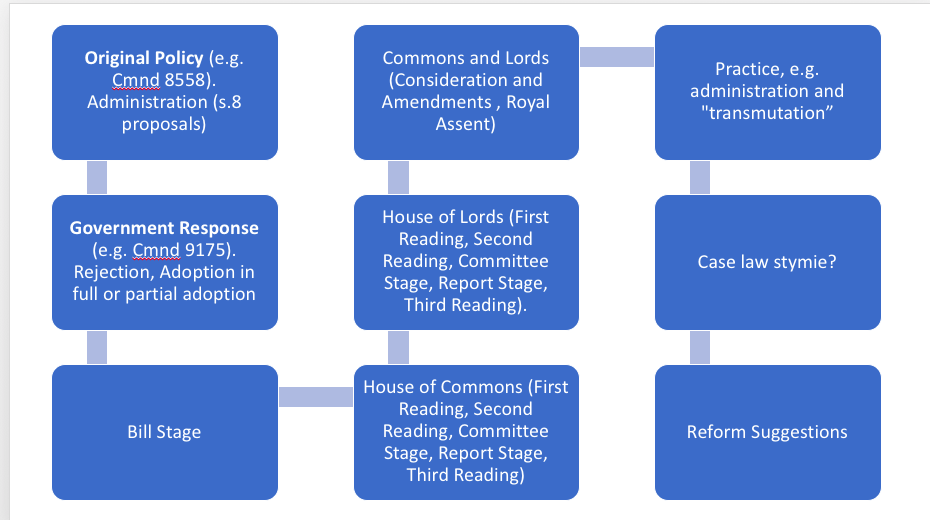 Original Policy (e.g.
Cmnd 8558).
Administration (s.8
proposals)
Government Response
(e.g. Cmnd 9175).
Rejection, Adoption in
full or partial adoption
Bill Stage
House of Commons (First
Reading, Second
Reading, Committee
Stage, Report Stage,
Third Reading)
House of Lords (First
Reading, Second
Reading, Committee
Stage, Report Stage,
Third Reading).
Commons and Lords
(Consideration and
Amendments , Royal
Assent)
Practice, e.g.
administration and
"transmutation”
Case law stymie?
Reform Suggestions